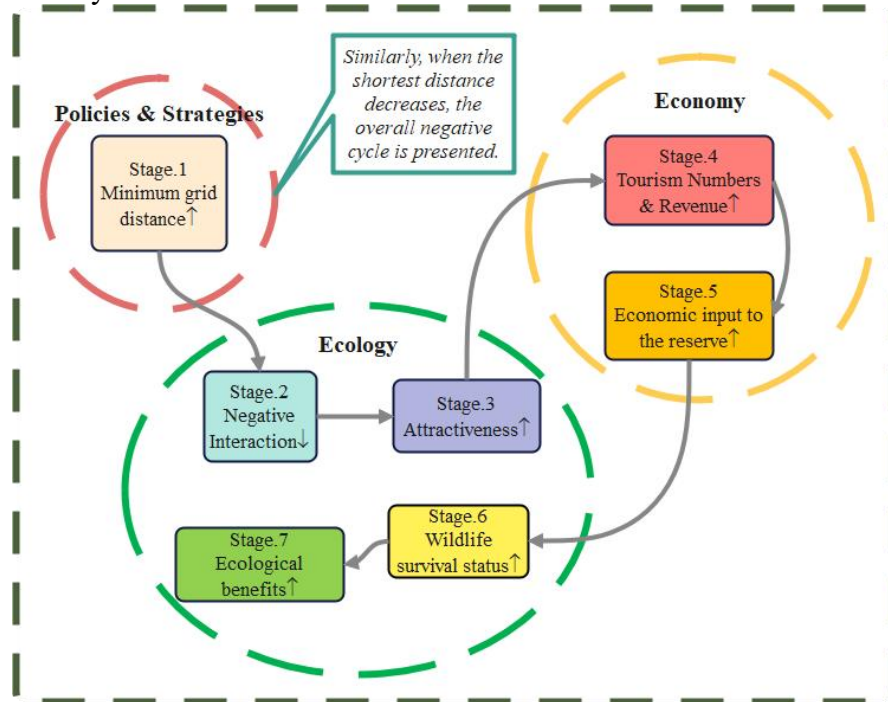 Similarly, when the
shortest distance
decreases, the
overall negative
cycle is presented.
Policies & Strategies
Stage.1
Minimum grid
distance↑
Economy
Stage.4
Tourism Numbers
& Revenue↑
Stage.5
Economic input to
the reserve↑
Ecology
Stage.2
Negative
Interaction↓
Stage.3
Attractiveness↑
Stage.6
Wildlife
survival status↑
Stage.7
Ecological
benefits↑